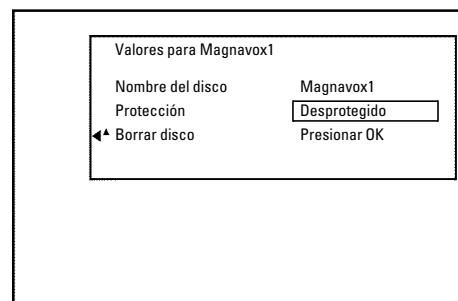 Valores para Magnavox1
Nombre del disco Magnavox1
Protección Desprotegido
Borrar disco Presionar OK